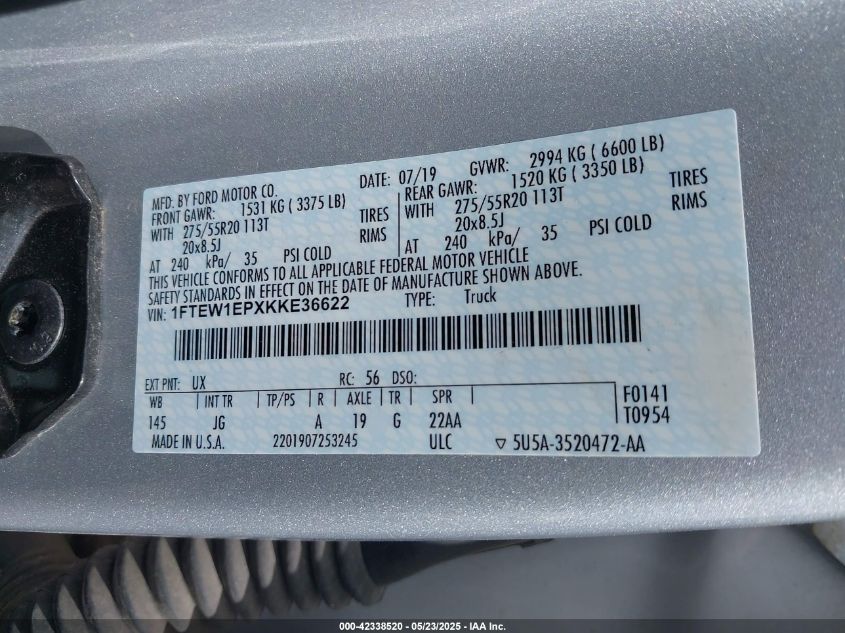 MFD. BY FORD MOTOR CO.
DATE: 07/19 GVWR: 2994 KG ( 6600 LB)
FRONT GAWR: 1531 KG ( 3375 LB)
WITH 275/55R20 113T TIRES
20x8.5J RIMS
AT 240 kPa/ 35 PSI COLD
REAR GAWR: 1520 KG ( 3350 LB)
WITH 275/55R20 113T TIRES
20x8.5J RIMS
AT 240 kPa/ 35 PSI COLD
THIS VEHICLE CONFORMS TO ALL APPLICABLE FEDERAL MOTOR VEHICLE
SAFETY STANDARDS IN EFFECT ON THE DATE OF MANUFACTURE SHOWN ABOVE.
VIN: 1FTEW1EPXKKE36622 TYPE: Truck
EXT PNT: UX RC: 56 DSO:
WB INT TR TP/PS R AXLE TR SPR
145 JG A 19 G 22AA
F0141
T0954
MADE IN U.S.A. 2201907253245 ULC ▽ 5U5A-3520472-AA
000-42338520 - 05/23/2025 - IAA Inc.